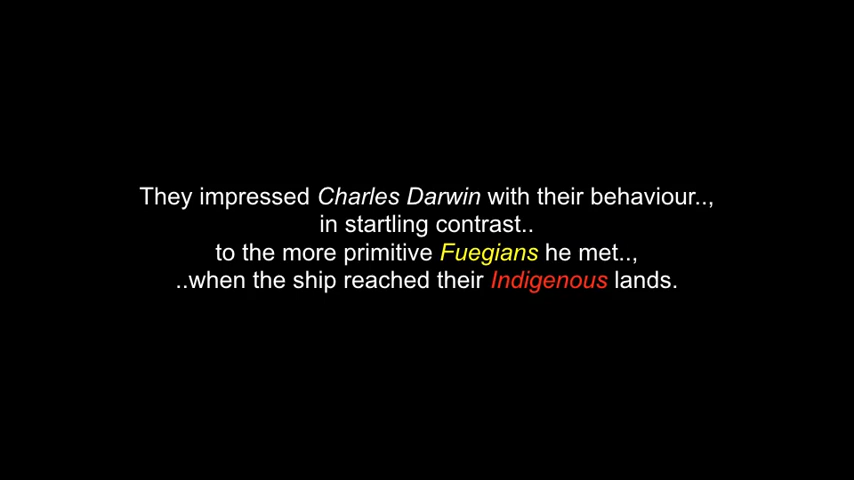 They impressed Charles Darwin with their behaviour..,
in startling contrast..
to the more primitive Fuegians he met..,
..when the ship reached their Indigenous lands.